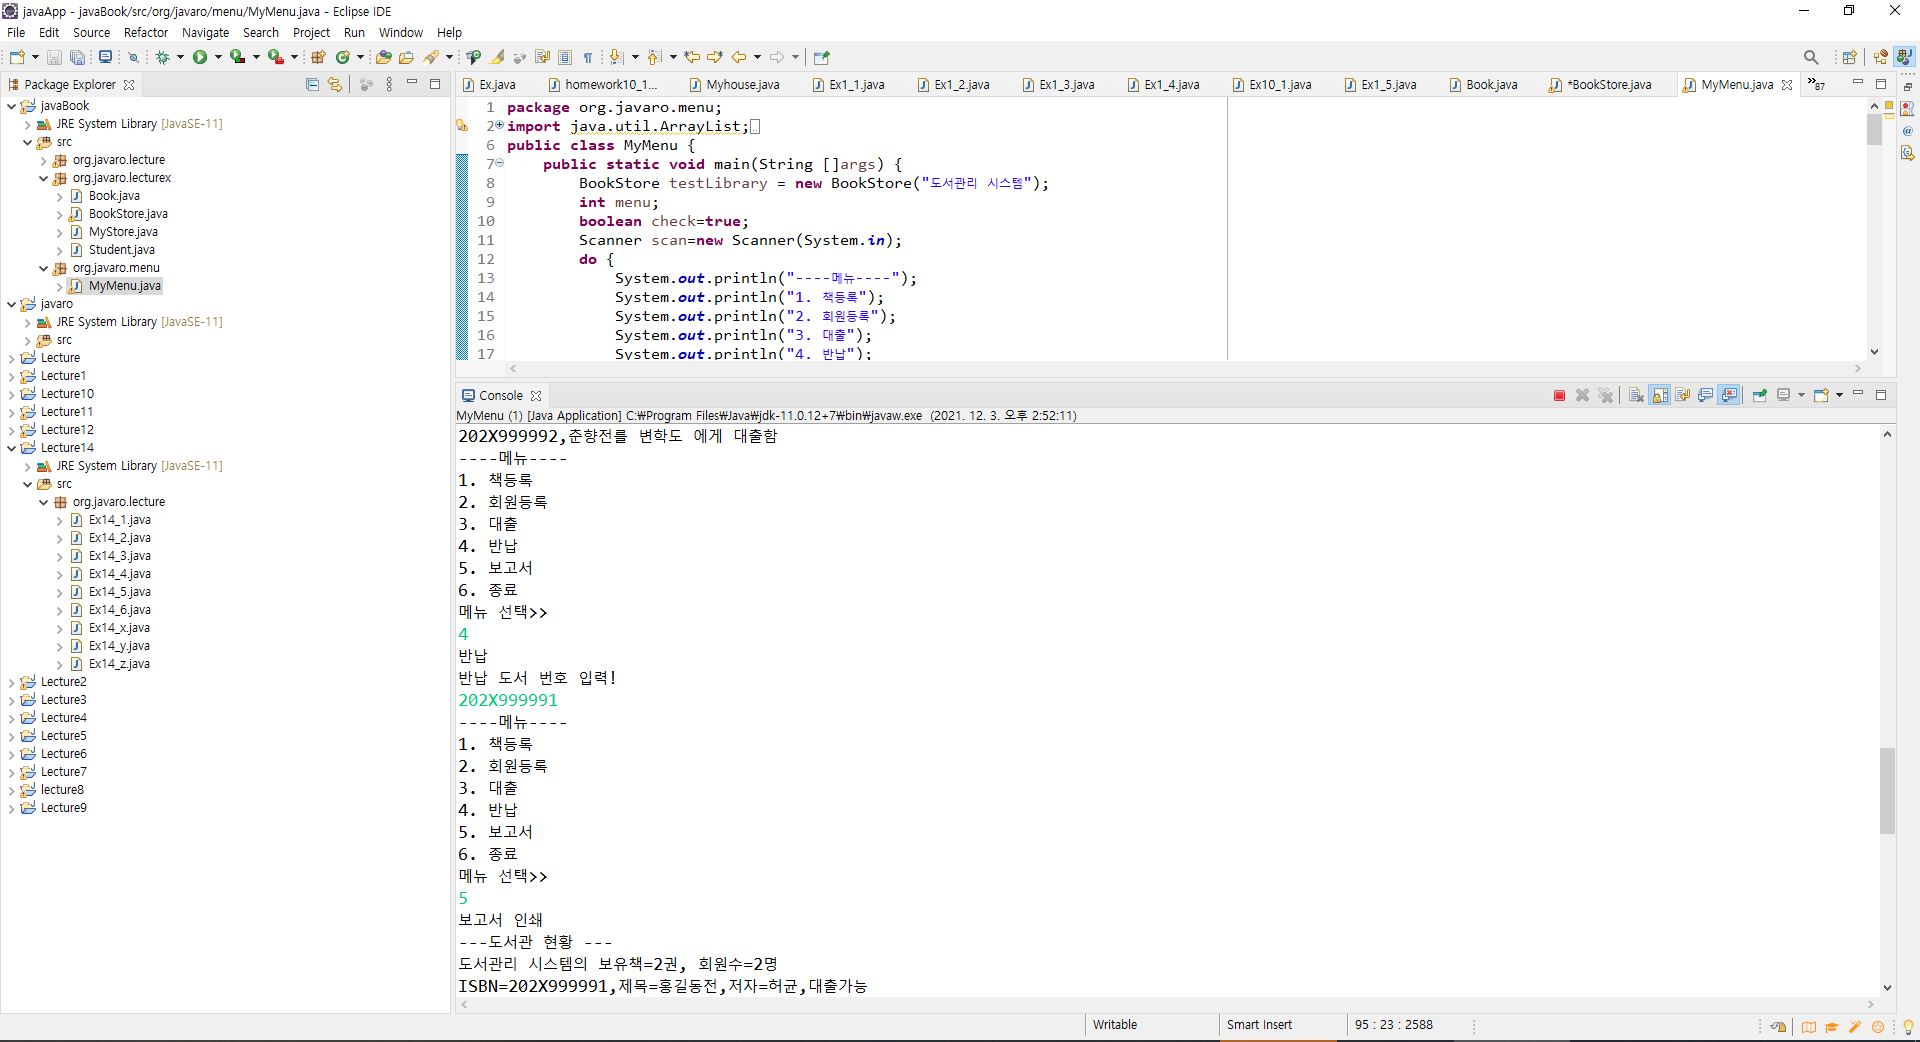 javaApp - javaBook/src/org/javaro/menu/MyMenu.java - Eclipse IDE
File Edit Source Refactor Navigate Search Project Run Window Help
Package Explorer
javaBook
JRE System Library [JavaSE-11]
src
org.javaro.lecture
org.javaro.lecturex
Book.java
BookStore.java
MyStore.java
Student.java
org.javaro.menu
MyMenu.java
javaro
JRE System Library [JavaSE-11]
src
Lecture
Lecture1
Lecture10
Lecture11
Lecture12
Lecture14
JRE System Library [JavaSE-11]
src
org.javaro.lecture
Ex14_1.java
Ex14_2.java
Ex14_3.java
Ex14_4.java
Ex14_5.java
Ex14_6.java
Ex14_x.java
Ex14_y.java
Ex14_z.java
Lecture2
Lecture3
Lecture4
Lecture5
Lecture6
Lecture7
lecture8
Lecture9
Ex.java homework10_1... Myhouse.java Ex1_1.java Ex1_2.java Ex1_3.java Ex1_4.java Ex10_1.java Ex1_5.java Book.java *BookStore.java MyMenu.java »87
1 package org.javaro.menu;
2 import java.util.ArrayList;
6 public class MyMenu {
7 public static void main(String []args) {
8 BookStore testLibrary = new BookStore("도서관리 시스템");
9 int menu;
10 boolean check=true;
11 Scanner scan=new Scanner(System.in);
12 do {
13 System.out.println("----메뉴----");
14 System.out.println("1. 책등록");
15 System.out.println("2. 회원등록");
16 System.out.println("3. 대출");
17 System.out.println("4. 반납");
Console
MyMenu (1) [Java Application] C:₩Program Files₩Java₩jdk-11.0.12+7₩bin₩javaw.exe (2021. 12. 3. 오후 2:52:11)
202X999992,춘향전를 변학도 에게 대출함
----메뉴----
1. 책등록
2. 회원등록
3. 대출
4. 반납
5. 보고서
6. 종료
메뉴 선택>>
4
반납
반납 도서 번호 입력!
202X999991
----메뉴----
1. 책등록
2. 회원등록
3. 대출
4. 반납
5. 보고서
6. 종료
메뉴 선택>>
5
보고서 인쇄
---도서관 현황 ---
도서관리 시스템의 보유책=2권, 회원수=2명
ISBN=202X999991,제목=홍길동전,저자=허균,대출가능
Writable Smart Insert 95 : 23 : 2588